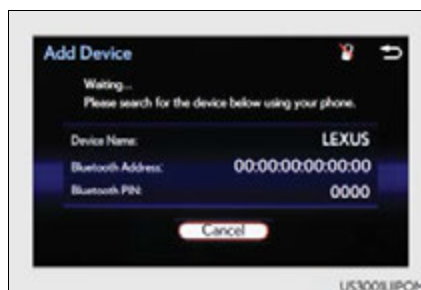 Add Device
Waiting...
Please search for the device below using your phone.
Device Name: LEXUS
Bluetooth Address: 00:00:00:00:00:00
Bluetooth PIN: 0000
Cancel